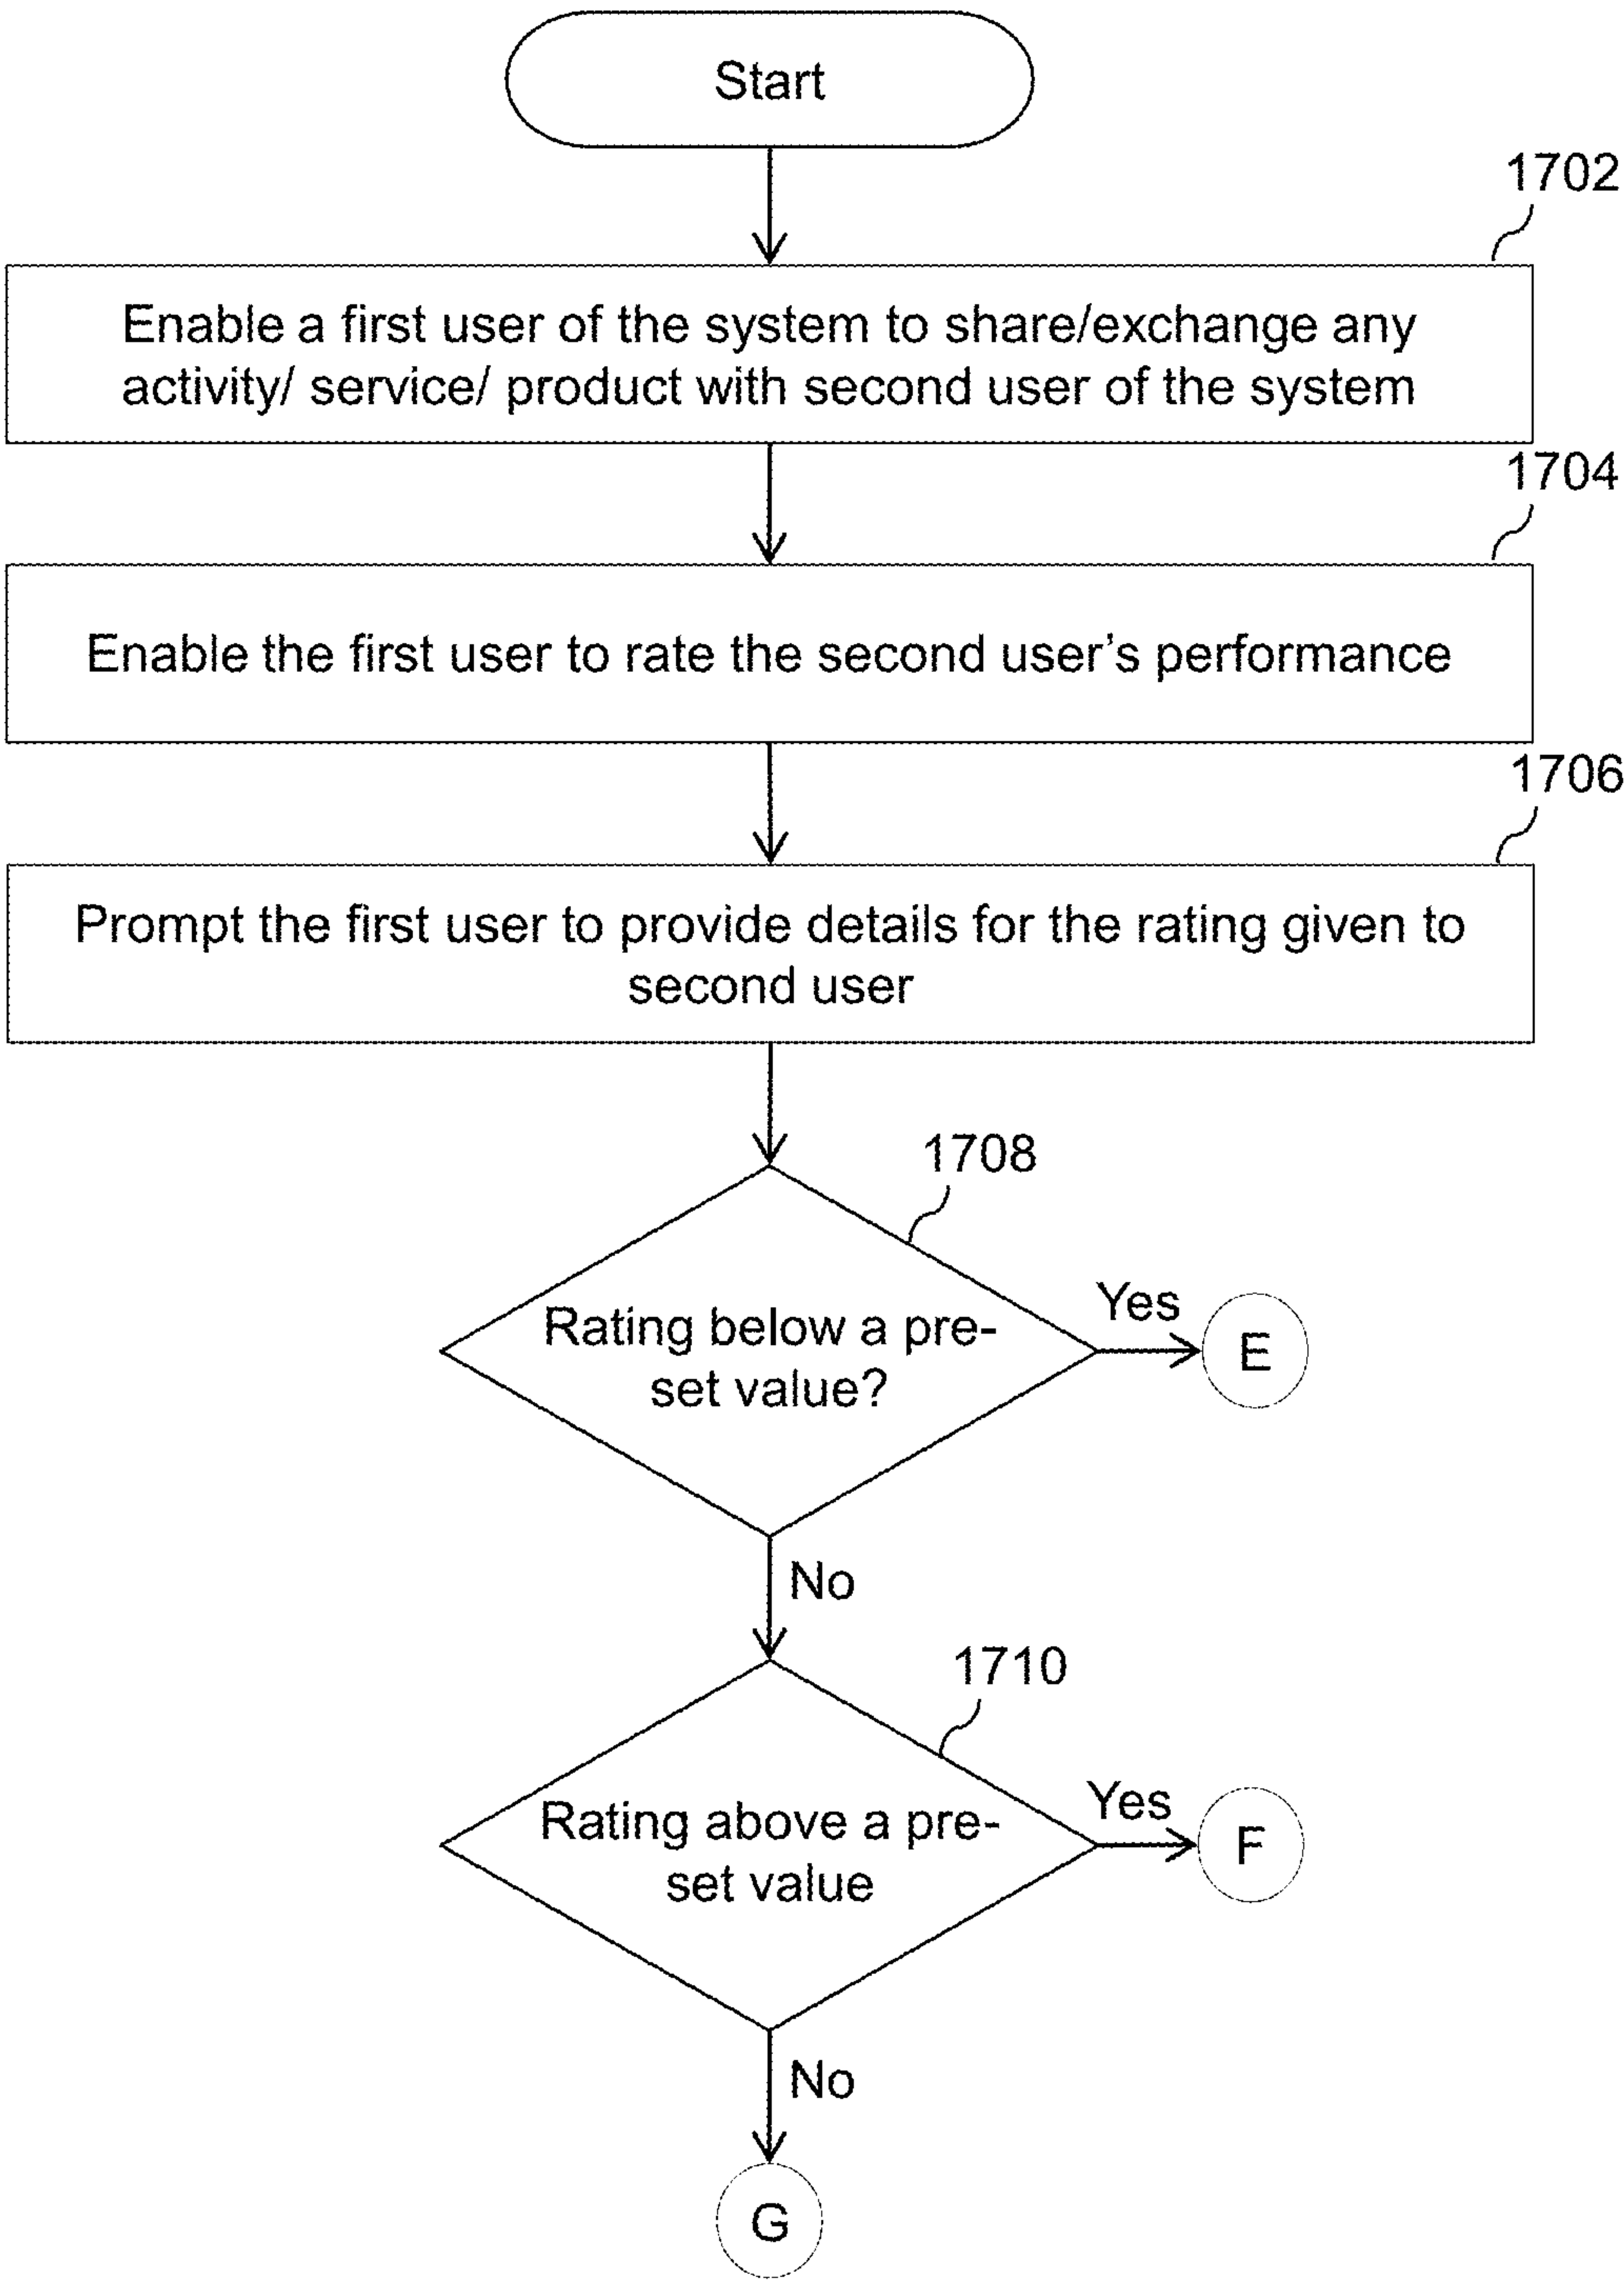 Start
1702
Enable a first user of the system to share/exchange any
activity/ service/ product with second user of the system
1704
Enable the first user to rate the second user’s performance
1706
Prompt the first user to provide details for the rating given to
second user
1708
Rating below a pre-
set value?
Yes
E
No
1710
Rating above a pre-
set value
Yes
F
No
G